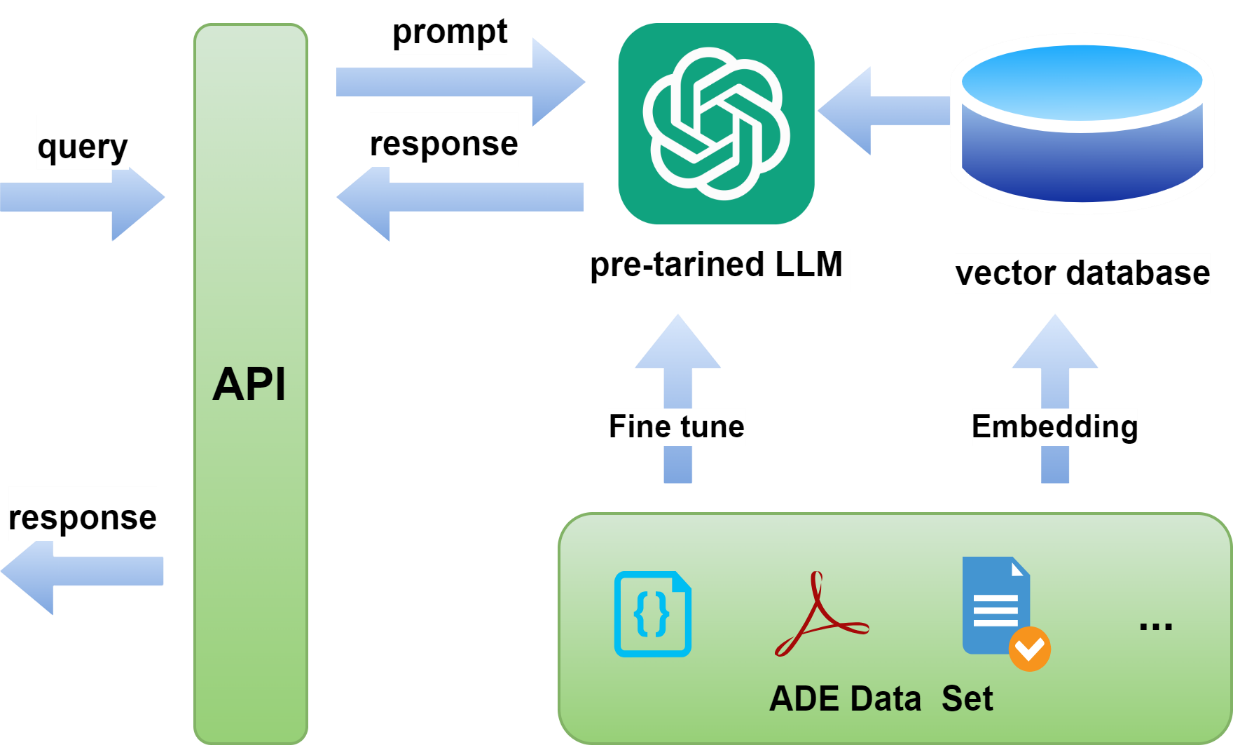 prompt
query
response
pre-tarined LLM
vector database
API
Fine tune
Embedding
response
{}
...
ADE Data Set